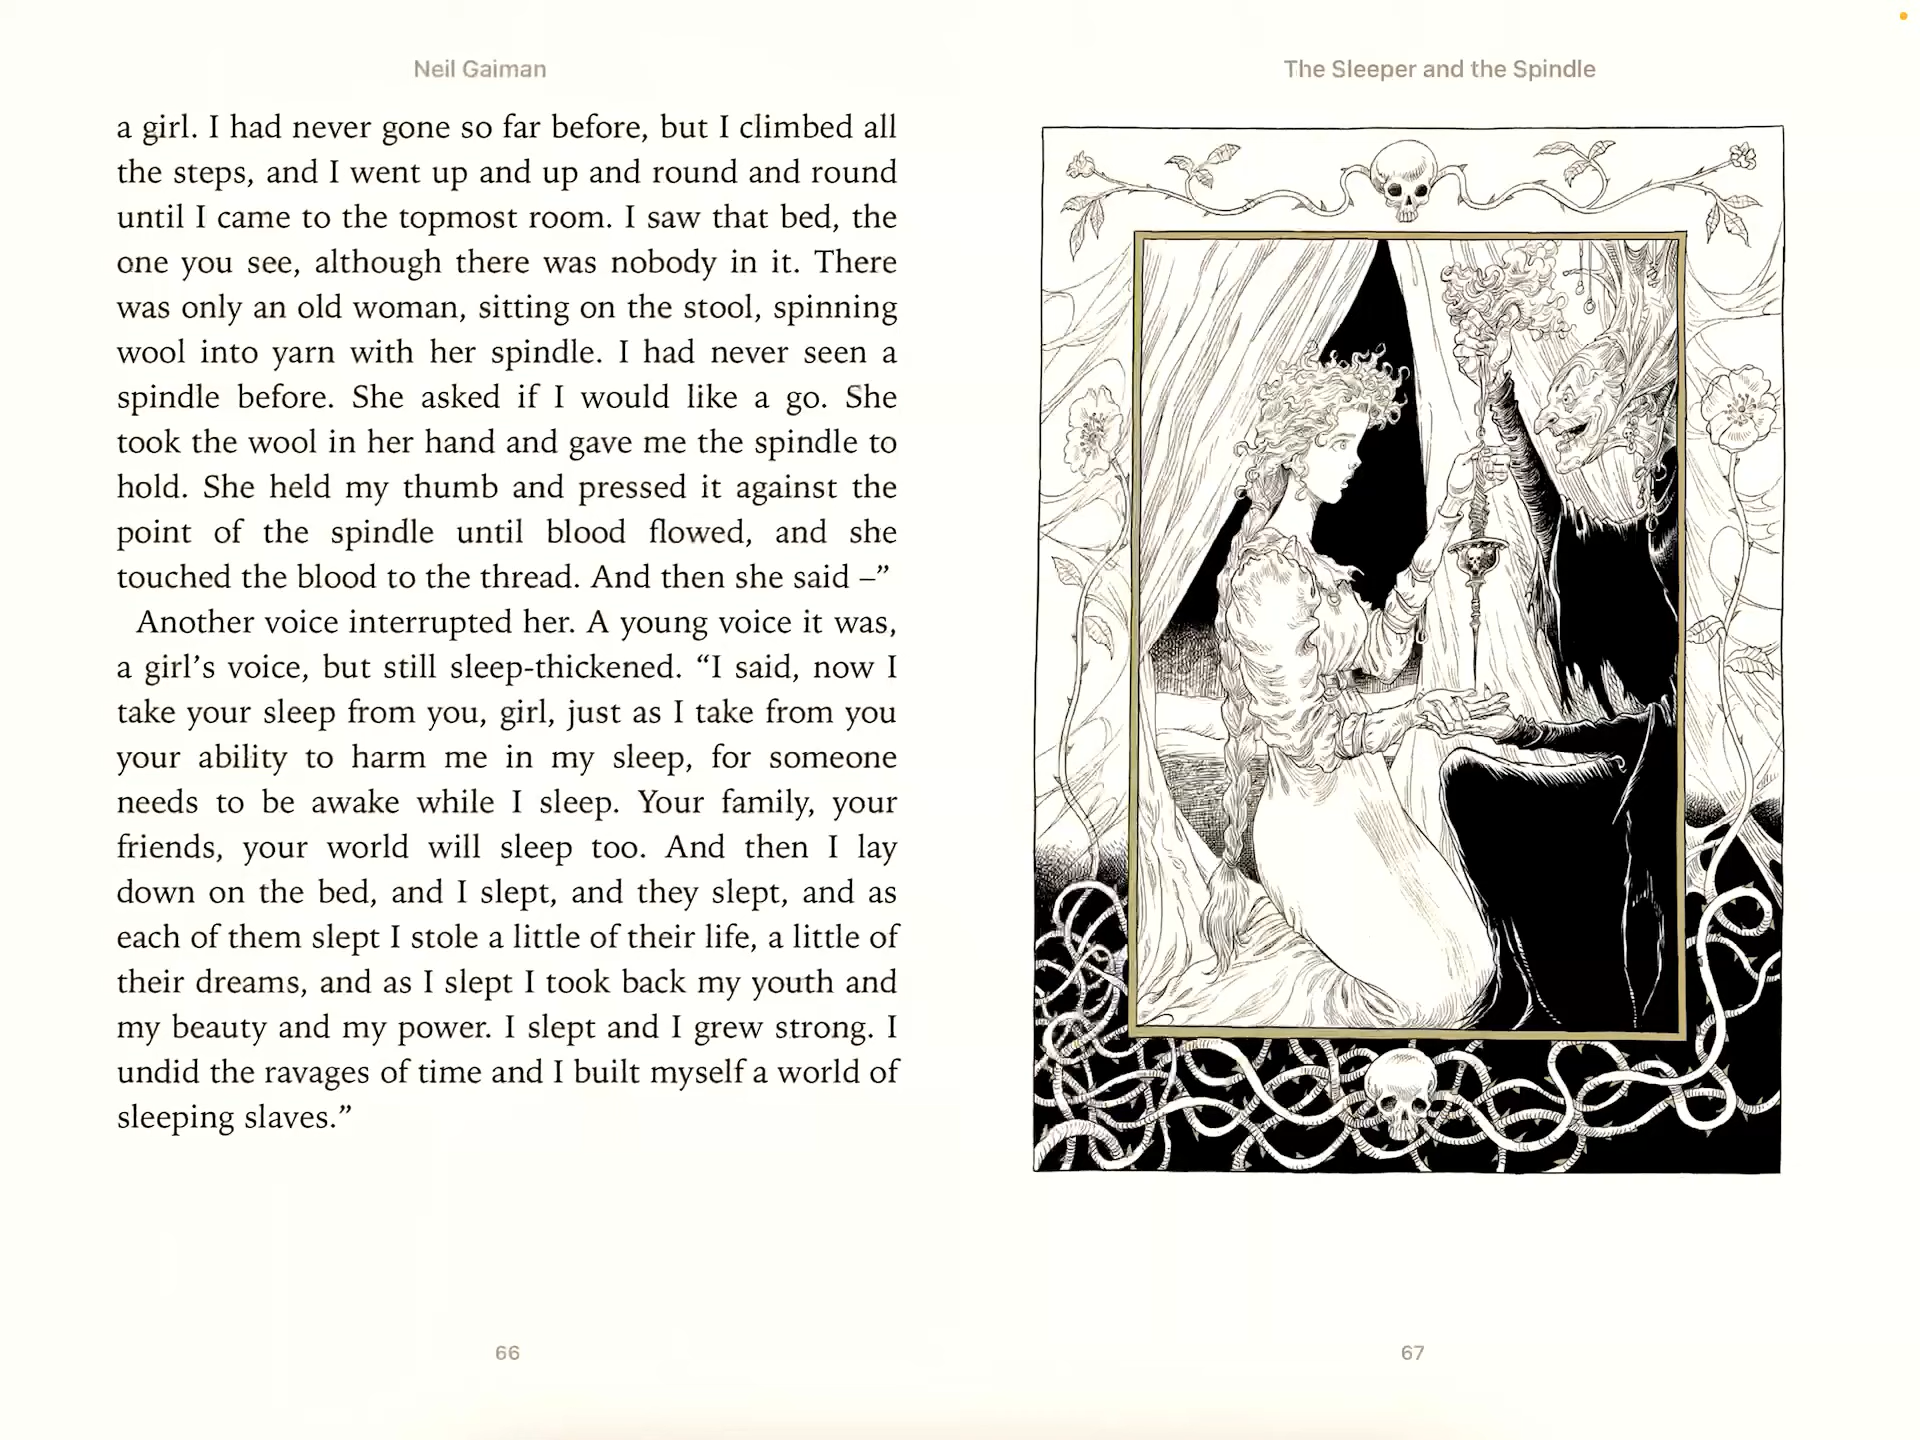 Neil Gaiman
a girl. I had never gone so far before, but I climbed all
the steps, and I went up and up and round and round
until I came to the topmost room. I saw that bed, the
one you see, although there was nobody in it. There
was only an old woman, sitting on the stool, spinning
wool into yarn with her spindle. I had never seen a
spindle before. She asked if I would like a go. She
took the wool in her hand and gave me the spindle to
hold. She held my thumb and pressed it against the
point of the spindle until blood flowed, and she
touched the blood to the thread. And then she said –”
Another voice interrupted her. A young voice it was,
a girl’s voice, but still sleep-thickened. “I said, now I
take your sleep from you, girl, just as I take from you
your ability to harm me in my sleep, for someone
needs to be awake while I sleep. Your family, your
friends, your world will sleep too. And then I lay
down on the bed, and I slept, and they slept, and as
each of them slept I stole a little of their life, a little of
their dreams, and as I slept I took back my youth and
my beauty and my power. I slept and I grew strong. I
undid the ravages of time and I built myself a world of
sleeping slaves.”
66
The Sleeper and the Spindle
67